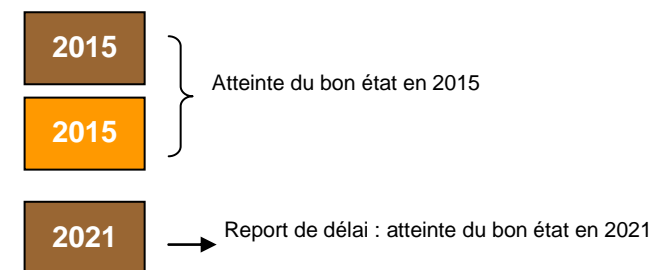 2015
Atteinte du bon état en 2015
2015
2021
Report de délai : atteinte du bon état en 2021